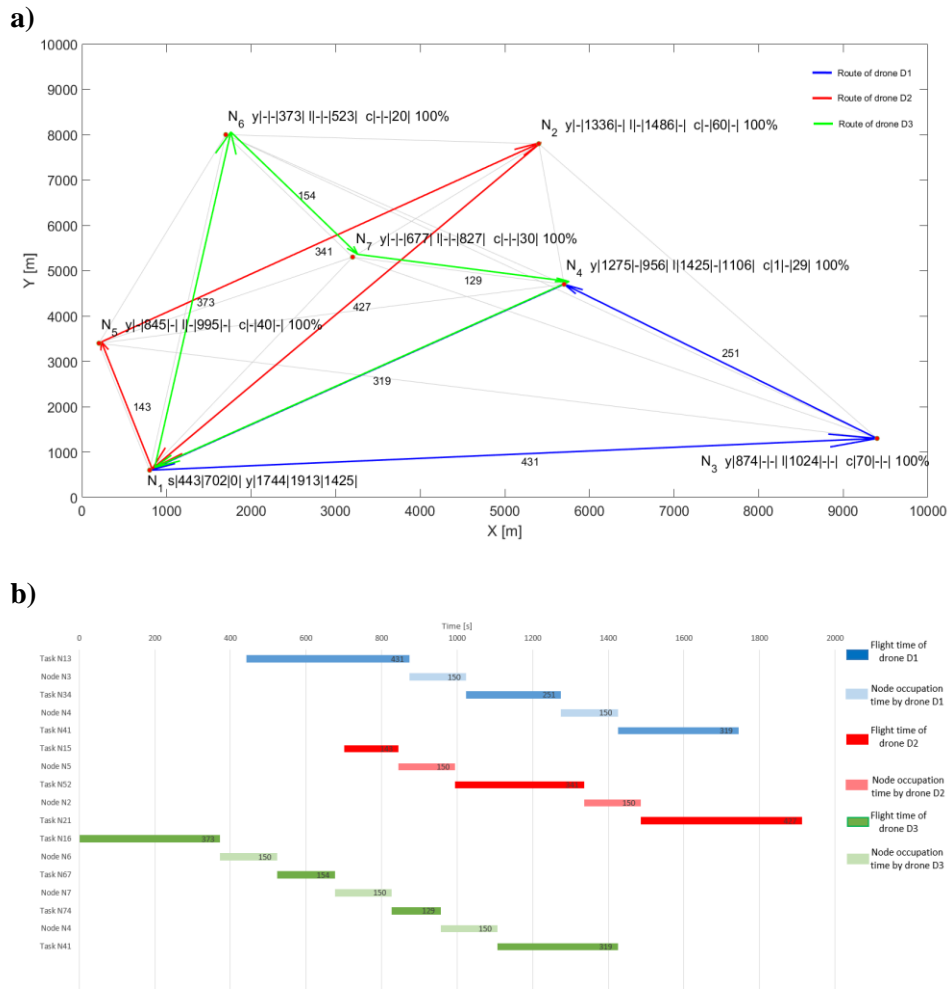 a)
10000
9000
8000
7000
6000
5000
4000
3000
2000
1000
0
Y [m]
Route of drone D1
Route of drone D2
Route of drone D3
N6 y|-|-|373| l|-|-|523| c|-|-|20| 100%
N2 y|-|1336|-| l|-|1486|-| c|-|60|-| 100%
154
N7 y|-|-|677| l|-|-|827| c|-|-|30| 100%
341
N4 y|1275|-|956| l|1425|-|1106| c|1|-|29| 100%
129
373
427
N5 y|-|845|-| l|-|995|-| c|-|40|-| 100%
251
319
143
431
N3 y|874|-|-| l|1024|-|-| c|70|-|-| 100%
N1 s|443|702|0| y|1744|1913|1425|
0 1000 2000 3000 4000 5000 6000 7000 8000 9000 10000
X [m]
b)
Time [s]
0 200 400 600 800 1000 1200 1400 1600 1800 2000
Task N13 431
Node N3 150
Task N34 251
Node N4 150
Task N41 319
Task N15
Node N5 150
Task N52
Node N2 150
Task N21
Task N16 373
Node N6 150
Task N67 154
Node N7 150
Task N74 129
Node N4 150
Task N41 319
Flight time of
drone D1
Node occupation
time by drone D1
Flight time of
drone D2
Node occupation
time by drone D2
Flight time of
drone D3
Node occupation
time by drone D3